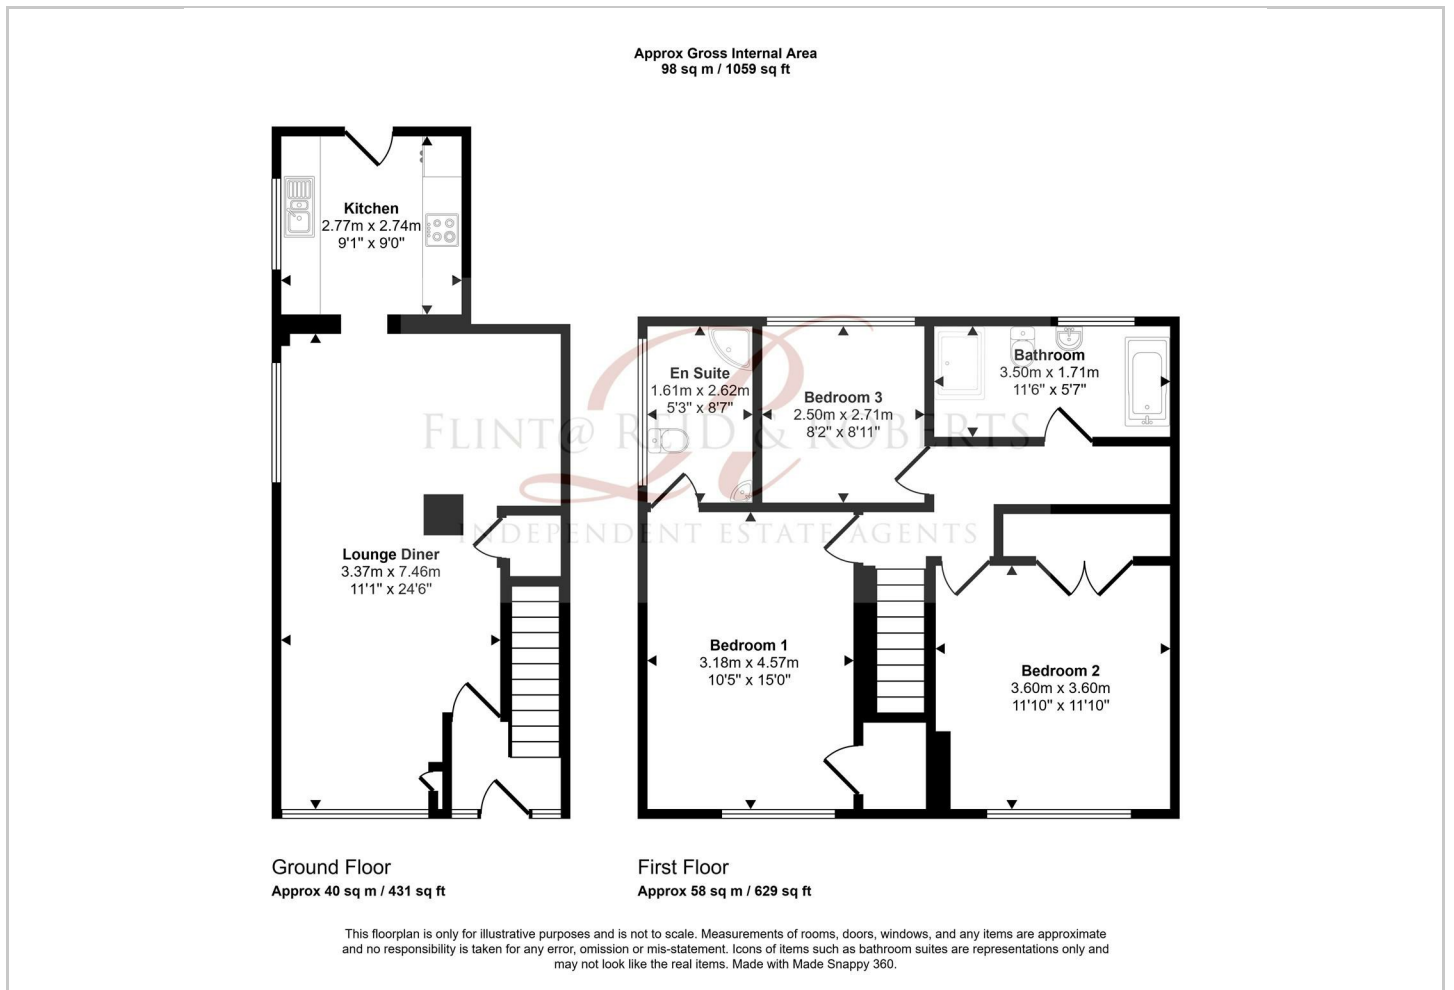 Approx Gross Internal Area
98 sq m / 1059 sq ft
Kitchen
2.77m x 2.74m
9'1" x 9'0"
Lounge Diner
3.37m x 7.46m
11'1" x 24'6"
En Suite
1.61m x 2.62m
5'3" x 8'7"
Bedroom 3
2.50m x 2.71m
8'2" x 8'11"
Bathroom
3.50m x 1.71m
11'6" x 5'7"
FLINT@ REID & ROBERTS
INDEPENDENT ESTATE AGENTS
Bedroom 1
3.18m x 4.57m
10'5" x 15'0"
Bedroom 2
3.60m x 3.60m
11'10" x 11'10"
Ground Floor
Approx 40 sq m / 431 sq ft
First Floor
Approx 58 sq m / 629 sq ft
This floorplan is only for illustrative purposes and is not to scale. Measurements of rooms, doors, windows, and any items are approximate
and no responsibility is taken for any error, omission or mis-statement. Icons of items such as bathroom suites are representations only and
may not look like the real items. Made with Made Snappy 360.